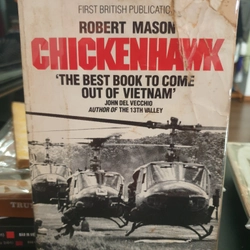 FIRST BRITISH PUBLICATION
ROBERT MASON
CHICKENHAWK
'THE BEST BOOK TO COME
OUT OF VIETNAM'
JOHN DEL VECCHIO
AUTHOR OF THE 13TH VALLEY